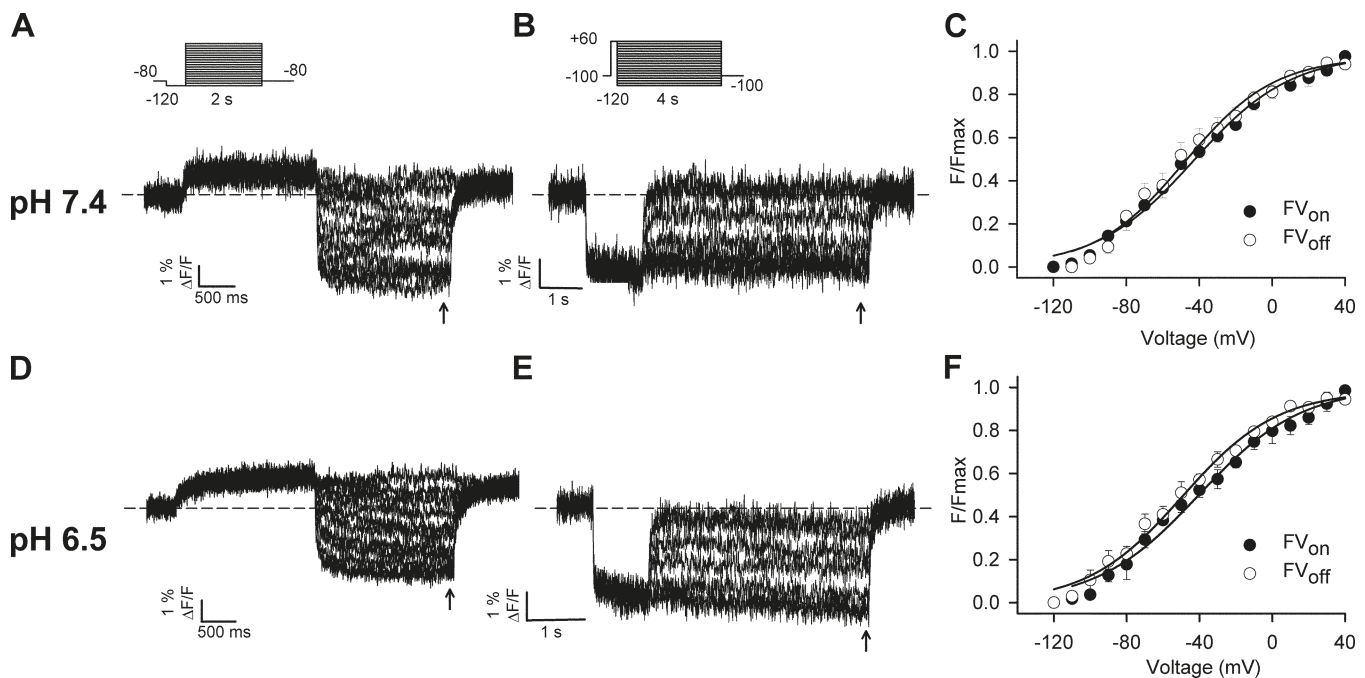 A
-80
-80
-120 2 s
B
+60
-100
-100
-120 4 s
C
1.0
0.8
0.6
0.4
0.2
0.0
F/Fmax
FVon
FVoff
-120 -80 -40 0 40
Voltage (mV)
pH 7.4
1 %
ΔF/F
500 ms
1 %
ΔF/F
1 s
D
E
F
1.0
0.8
0.6
0.4
0.2
0.0
F/Fmax
FVon
FVoff
-120 -80 -40 0 40
Voltage (mV)
pH 6.5
1 %
ΔF/F
500 ms
1 %
ΔF/F
1 s